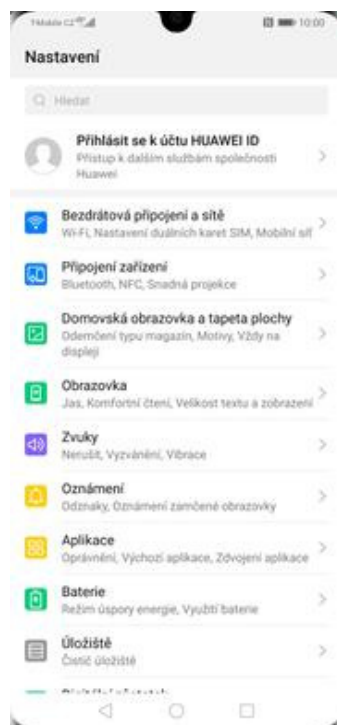 T-Mobile CZ
10:00
Nastavení
Hledat
Přihlásit se k účtu HUAWEI ID
Přístup k dalším službám společnosti
Huawei
Bezdrátová připojení a sítě
Wi-Fi, Nastavení duálních karet SIM, Mobilní síť
Připojení zařízení
Bluetooth, NFC, Snadná projekce
Domovská obrazovka a tapeta plochy
Odemčení typu magazín, Motivy, Vždy na
displeji
Obrazovka
Jas, Komfortní čtení, Velikost textu a zobrazení
Zvuky
Nerušit, Vyzvánění, Vibrace
Oznámení
Odznaky, Oznámení zamčené obrazovky
Aplikace
Oprávnění, Výchozí aplikace, Zdvojení aplikace
Baterie
Režim úspory energie, Využití baterie
Úložiště
Čistič úložiště